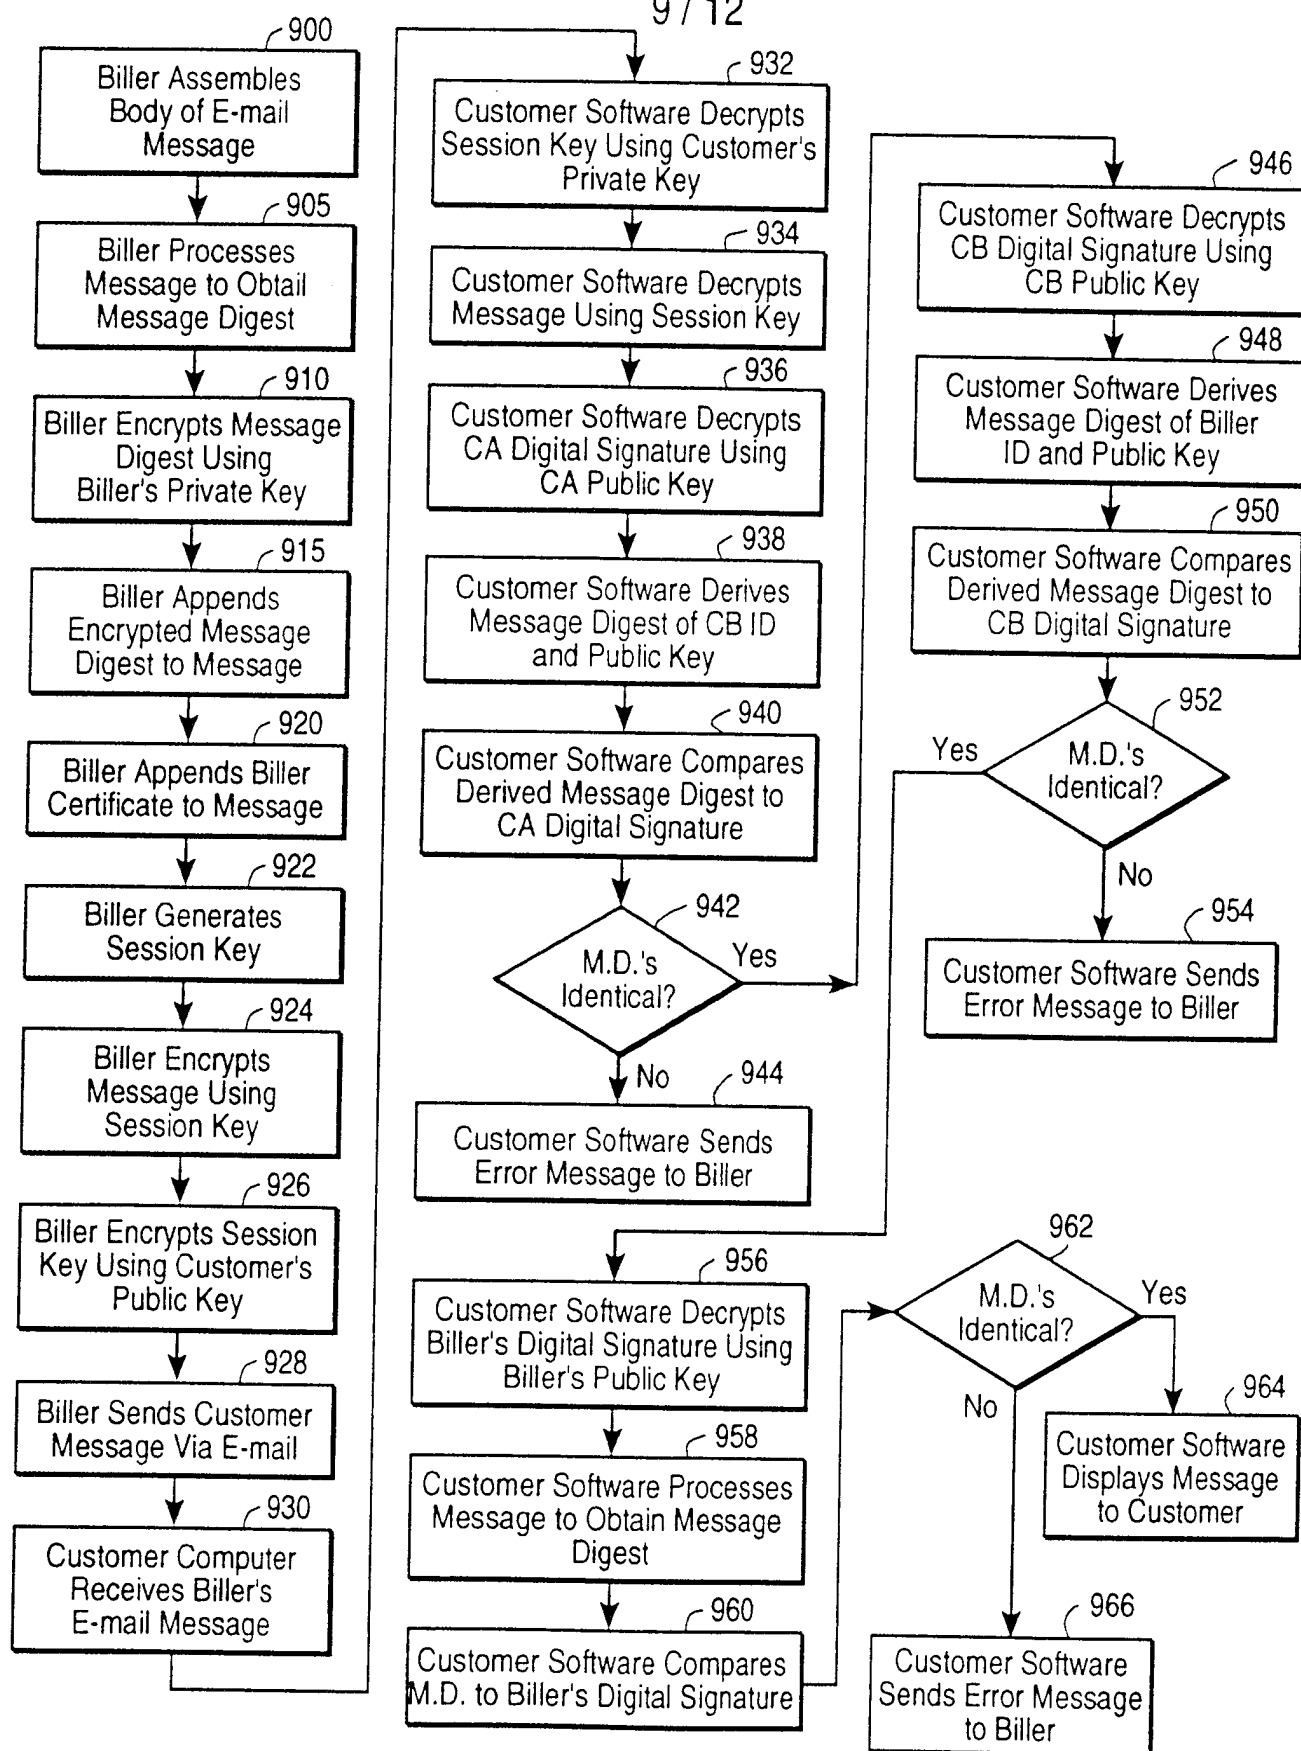 9 / 12
900
Biller Assembles
Body of E-mail
Message
905
Biller Processes
Message to Obtail
Message Digest
910
Biller Encrypts Message
Digest Using
Biller's Private Key
915
Biller Appends
Encrypted Message
Digest to Message
920
Biller Appends Biller
Certificate to Message
922
Biller Generates
Session Key
924
Biller Encrypts
Message Using
Session Key
926
Biller Encrypts Session
Key Using Customer's
Public Key
928
Biller Sends Customer
Message Via E-mail
930
Customer Computer
Receives Biller's
E-mail Message
932
Customer Software Decrypts
Session Key Using Customer's
Private Key
934
Customer Software Decrypts
Message Using Session Key
936
Customer Software Decrypts
CA Digital Signature Using
CA Public Key
938
Customer Software Derives
Message Digest of CB ID
and Public Key
940
Customer Software Compares
Derived Message Digest to
CA Digital Signature
942
M.D.'s
Identical?
Yes
No
944
Customer Software Sends
Error Message to Biller
946
Customer Software Decrypts
CB Digital Signature Using
CB Public Key
948
Customer Software Derives
Message Digest of Biller
ID and Public Key
950
Customer Software Compares
Derived Message Digest to
CB Digital Signature
952
Yes
M.D.'s
Identical?
No
954
Customer Software Sends
Error Message to Biller
956
Customer Software Decrypts
Biller's Digital Signature Using
Biller's Public Key
958
Customer Software Processes
Message to Obtain Message
Digest
960
Customer Software Compares
M.D. to Biller's Digital Signature
962
M.D.'s
Identical?
Yes
No
964
Customer Software
Displays Message
to Customer
966
Customer Software
Sends Error Message
to Biller